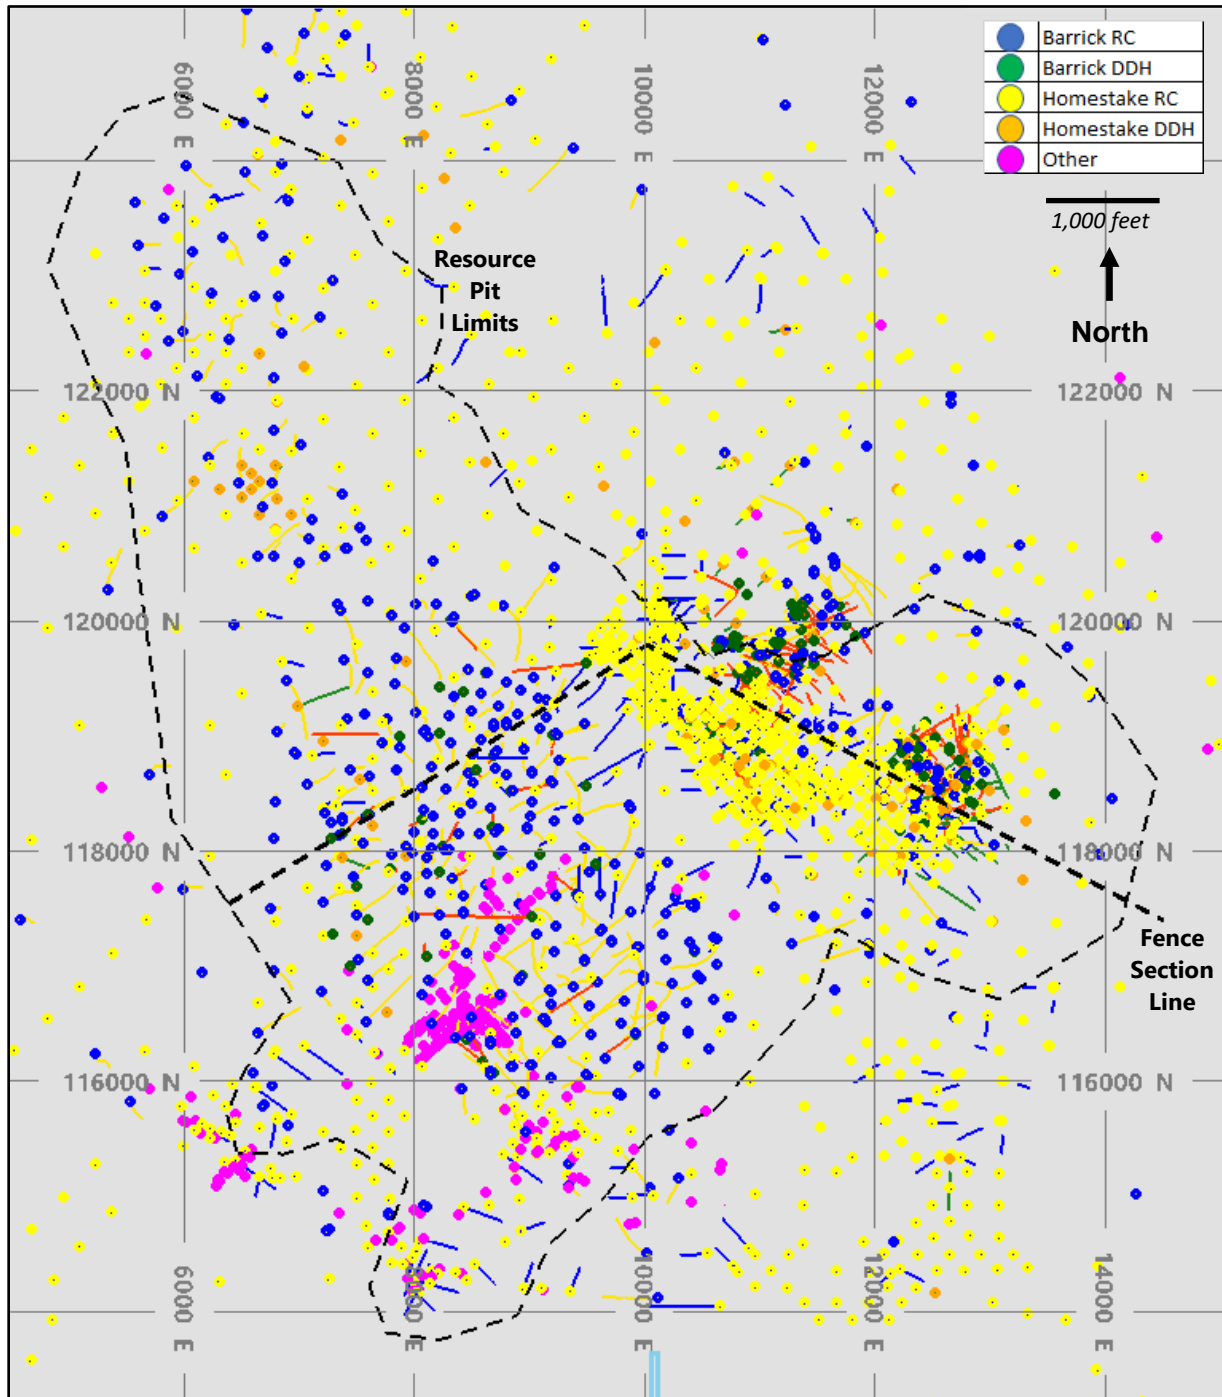 Barrick RC
Barrick DDH
Homestake RC
Homestake DDH
Other
6000 E
8000 E
10000 E
12000 E
1,000 feet
North
Resource
Pit
Limits
122000 N
122000 N
120000 N
120000 N
118000 N
118000 N
Fence
Section
Line
116000 N
116000 N
6000 E
8000 E
10000 E
12000 E
14000 E